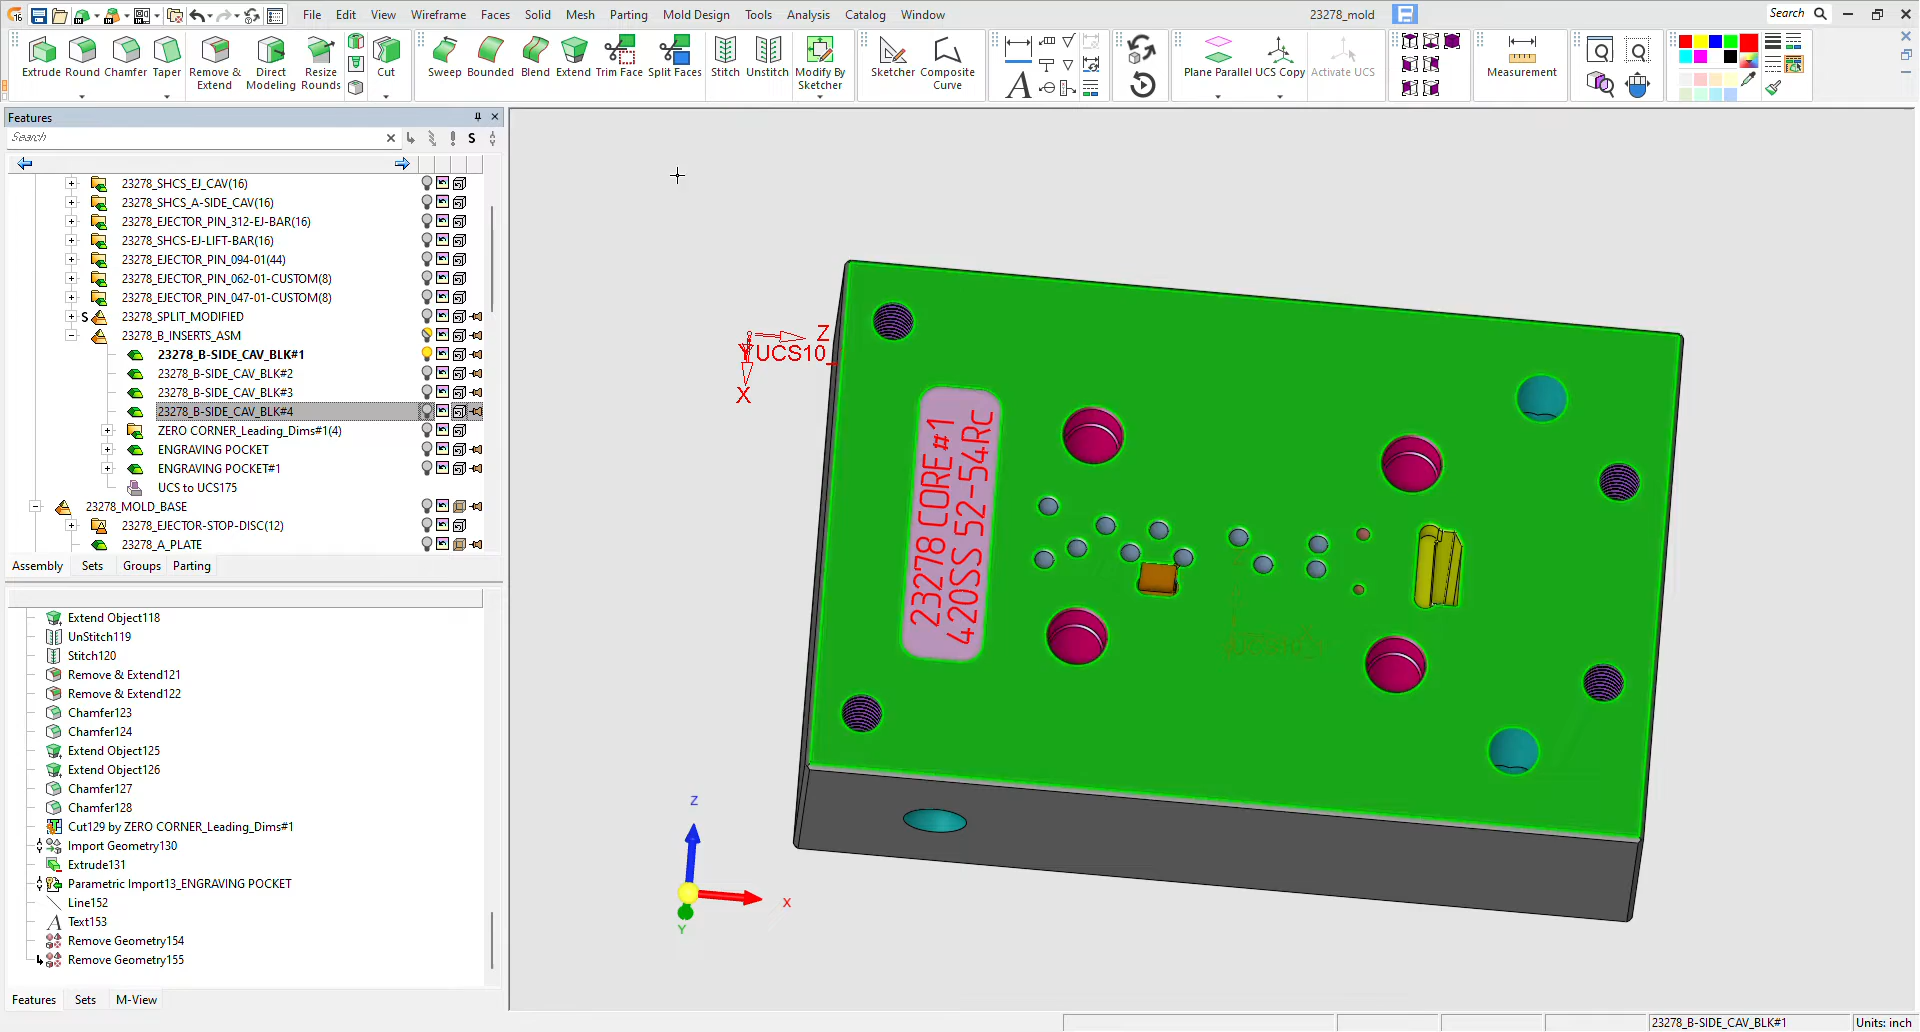 File Edit View Wireframe Faces Solid Mesh Parting Mold Design Tools Analysis Catalog Window
23278_mold
Search
Extrude Round Chamfer Taper Remove & Extend Direct Modeling Resize Rounds Cut
Sweep Bounded Blend Extend Trim Face Split Faces Stitch Unstitch Modify By Sketcher
Sketcher Composite Curve
Plane Parallel UCS Copy Activate UCS
Measurement
Features
Search
S
23278_SHCS_EJ_CAV(16)
23278_SHCS_A-SIDE_CAV(16)
23278_EJECTOR_PIN_312-EJ-BAR(16)
23278_SHCS-EJ-LIFT-BAR(16)
23278_EJECTOR_PIN_094-01(44)
23278_EJECTOR_PIN_062-01-CUSTOM(8)
23278_EJECTOR_PIN_047-01-CUSTOM(8)
S 23278_SPLIT_MODIFIED
23278_B_INSERTS_ASM
23278_B-SIDE_CAV_BLK#1
23278_B-SIDE_CAV_BLK#2
23278_B-SIDE_CAV_BLK#3
23278_B-SIDE_CAV_BLK#4
ZERO CORNER_Leading_Dims#1(4)
ENGRAVING POCKET
ENGRAVING POCKET#1
UCS to UCS175
23278_MOLD_BASE
23278_EJECTOR-STOP-DISC(12)
23278_A_PLATE
Assembly Sets Groups Parting
Extend Object118
UnStitch119
Stitch120
Remove & Extend121
Remove & Extend122
Chamfer123
Chamfer124
Extend Object125
Extend Object126
Chamfer127
Chamfer128
Cut129 by ZERO CORNER_Leading_Dims#1
Import Geometry130
Extrude131
Parametric Import13_ENGRAVING POCKET
Line152
Text153
Remove Geometry154
Remove Geometry155
Features Sets M-View
Z
Y UCS10
X
23278 CORE#1
420SS 52-54Rc
Z
X
Y
23278_B-SIDE_CAV_BLK#1
Units: inch